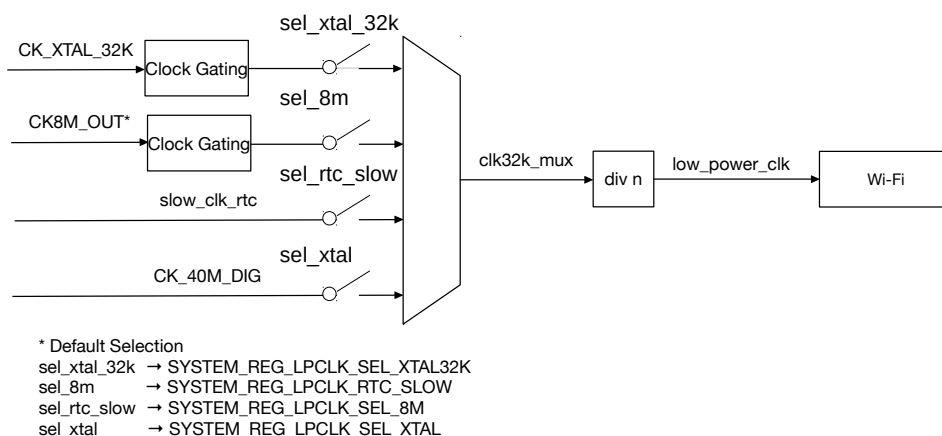 sel_xtal_32k
CK_XTAL_32K
Clock Gating
sel_8m
CK8M_OUT*
Clock Gating
sel_rtc_slow
slow_clk_rtc
sel_xtal
CK_40M_DIG
clk32k_mux
div n
low_power_clk
Wi-Fi
* Default Selection
sel_xtal_32k → SYSTEM_REG_LPCLK_SEL_XTAL32K
sel_8m → SYSTEM_REG_LPCLK_RTC_SLOW
sel_rtc_slow → SYSTEM_REG_LPCLK_SEL_8M
sel_xtal → SYSTEM_REG_LPCLK_SEL_XTAL